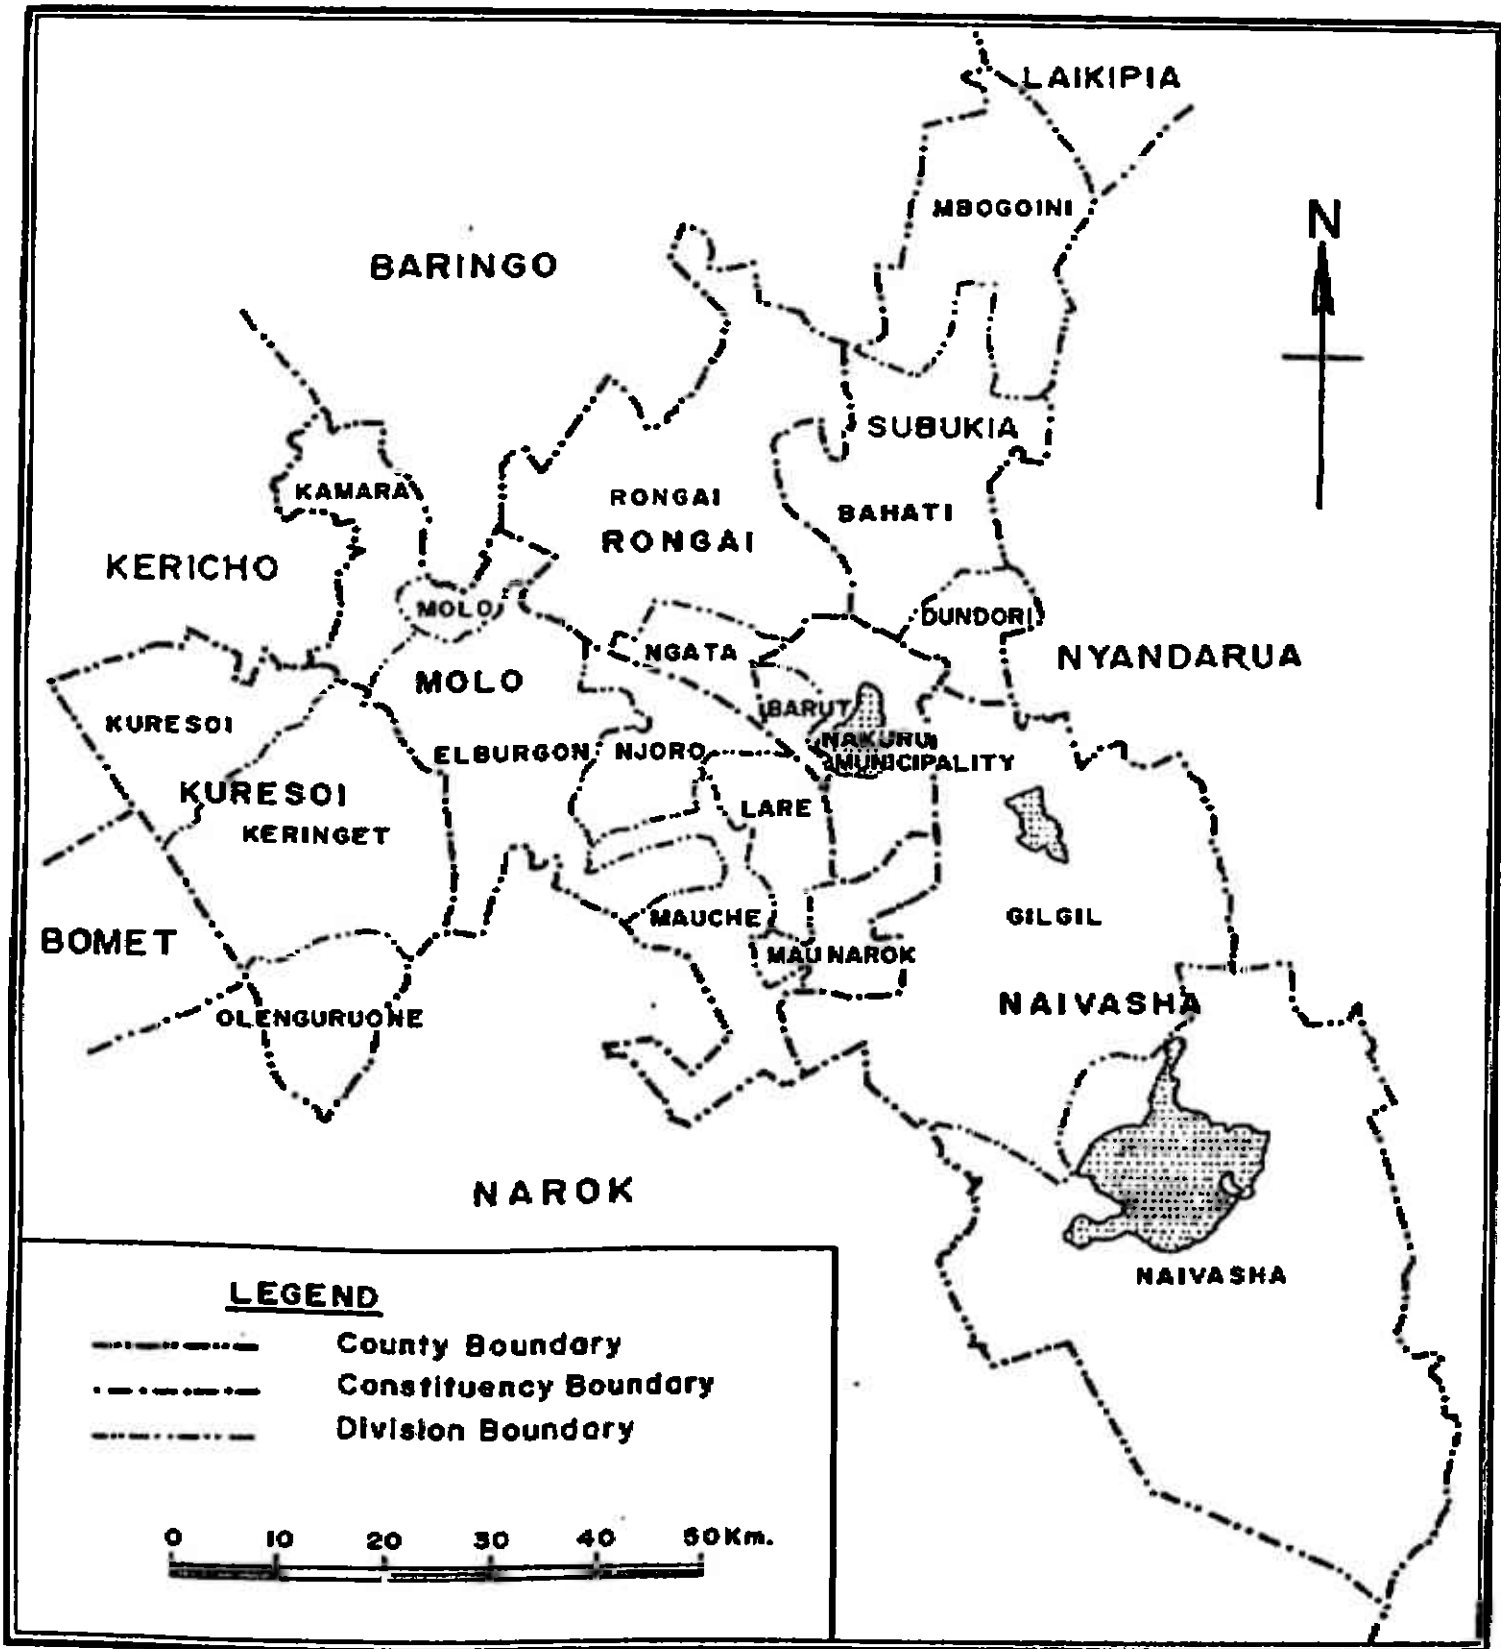 LAIKIPIA
MBOGOINI
N
BARINGO
SUBUKIA
KAMARA
RONGAI
RONGAI
BAHATI
KERICHO
MOLO
DUNDORI
NGATA
NYANDARUA
MOLO
BARUT
KURESOI
ELBURGON
NJORO
NAKURU
MUNICIPALITY
KURESOI
LARE
KERINGET
MAUCHE
GILGIL
BOMET
MAU NAROK
NAIVASHA
OLENGURUONE
NAROK
NAIVASHA
LEGEND
County Boundary
Constituency Boundary
Division Boundary
0 10 20 30 40 50Km.